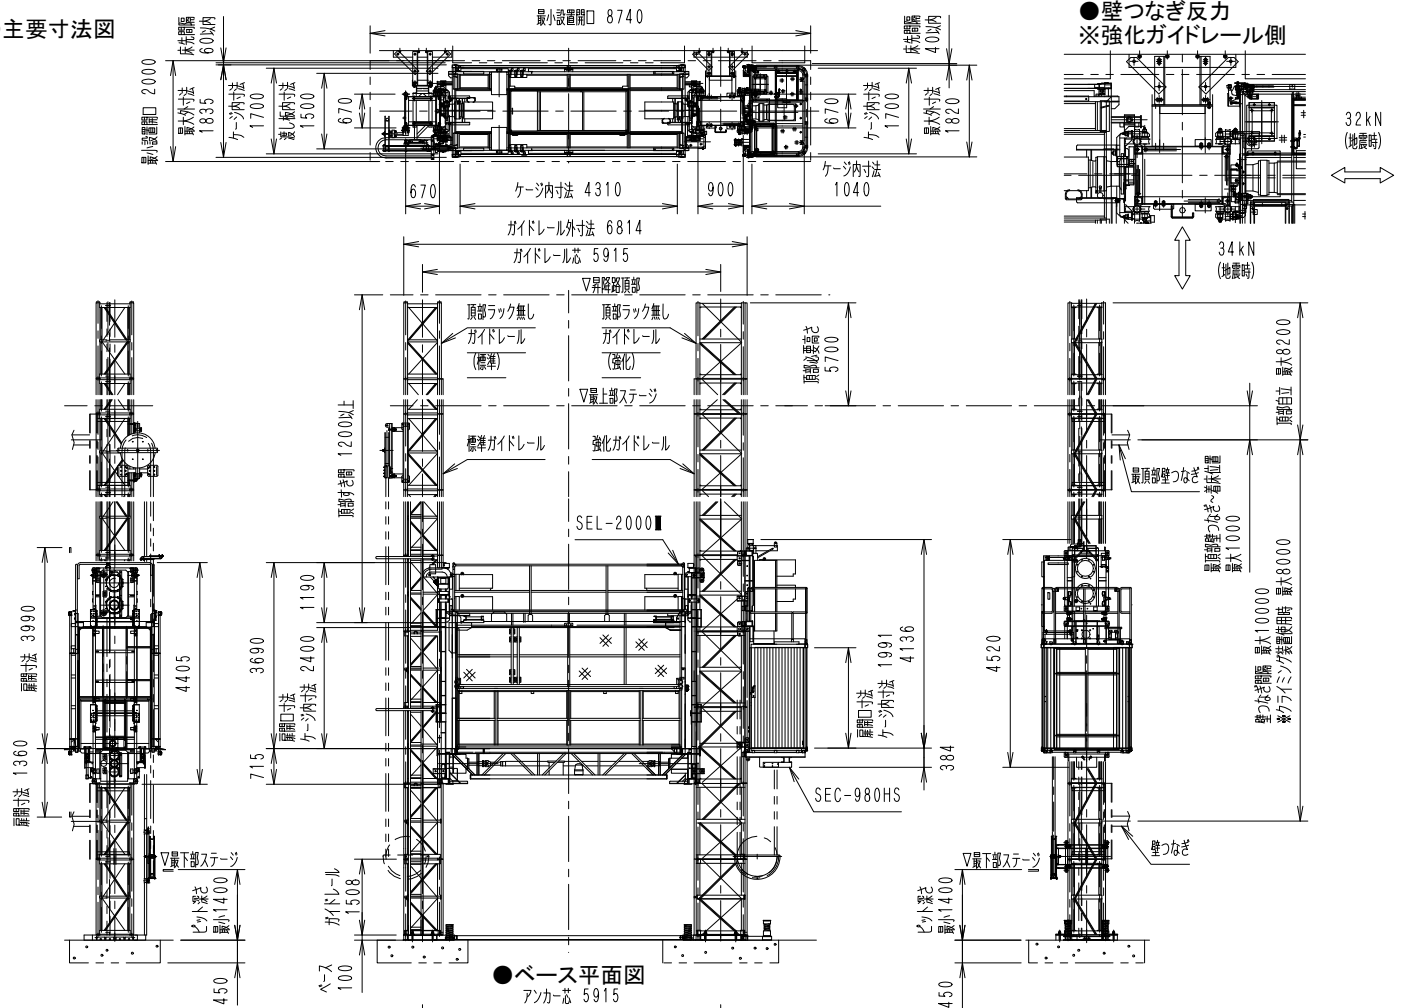 主要寸法図
最小設置開口 8740
床先間隔
60以内
床先間隔
40以内
最小設置開口 2000
最大外寸法
1835
ケージ内寸法
1700
渡し板内寸法
1500
670
670
ケージ内寸法
1700
最大外寸法
1820
670
ケージ内寸法 4310
900
ケージ内寸法
1040
●壁つなぎ反力
※強化ガイドレール側
32kN
(地震時)
34kN
(地震時)
ガイドレール外寸法 6814
ガイドレール芯 5915
▽昇降路頂部
頂部ラック無し
ガイドレール
(標準)
頂部ラック無し
ガイドレール
(強化)
頂部必要高さ
5700
▽最上部ステージ
頂部すき間 1200以上
標準ガイドレール
強化ガイドレール
SEL-2000Ⅲ
頂部自立 最大8200
最頂部壁つなぎ
最頂部壁つなぎ~着床位置
最大1000
壁つなぎ間隔 最大10000
※クライミング装置使用時 最大8000
扉開寸法 3990
扉開寸法 1360
4405
3690
715
1190
扉開口寸法
ケージ内寸法 2400
扉開口寸法
ケージ内寸法 1991
4136
384
SEC-980HS
4520
壁つなぎ
▽最下部ステージ
ピット深さ
最小1400
450
ガイドレール
1508
ベース
100
●ベース平面図
アンカー芯 5915
▽最下部ステージ
ピット深さ
最小1400
450